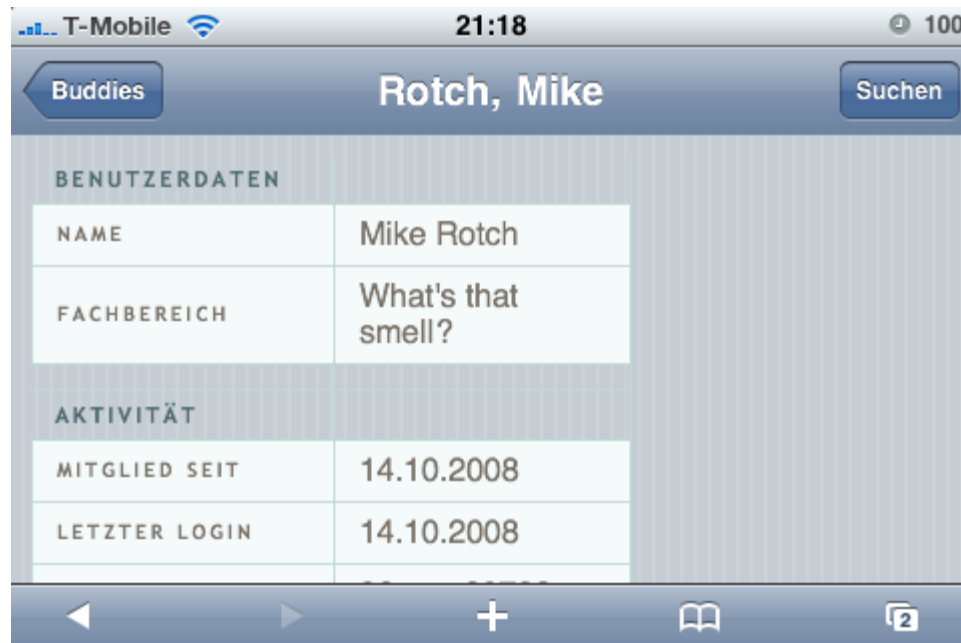 T-Mobile 21:18 100
Buddies Rotch, Mike Suchen
BENUTZERDATEN
NAME Mike Rotch
FACHBEREICH What's that
smell?
AKTIVITÄT
MITGLIED SEIT 14.10.2008
LETZTER LOGIN 14.10.2008
2